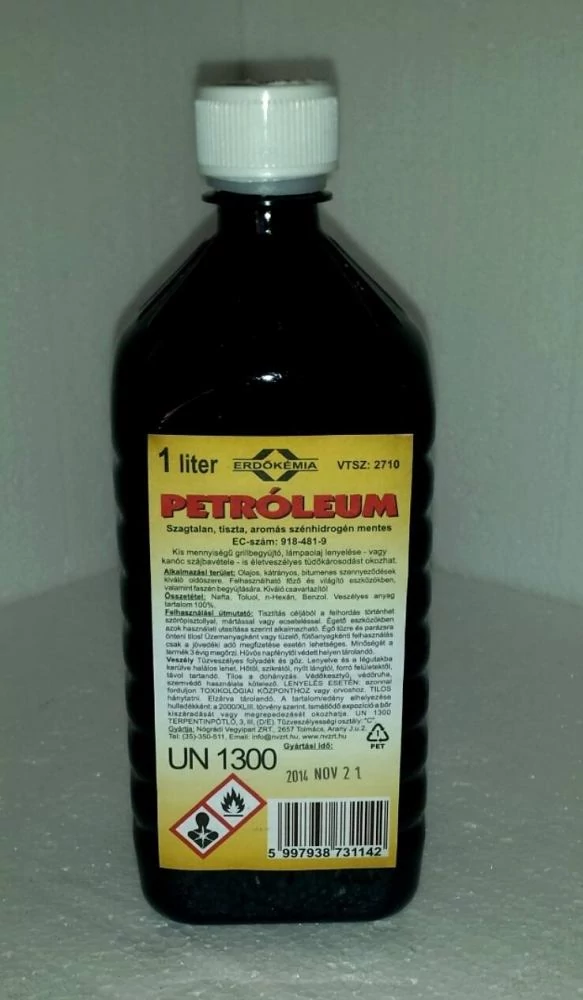 1 liter ERDŐKÉMIA VTSZ: 2710
PETRÓLEUM
Szagtalan, tiszta, aromás szénhidrogén mentes
EC-szám: 918-481-9
Kis mennyiségű grillbegyújtó, lámpaolaj lenyelése - vagy
kanóc szájbavétele - is életveszélyes tüdőkárosodást okozhat.
Alkalmazási terület: Olajos, kátrányos, bitumenes szennyeződések
kiváló oldószere. Felhasználható főző és világító eszközökben,
valamint faszén begyújtására. Kiváló csavarlazító!
Összetétel: Nafta, Toluol, n-Hexán, Benzol. Veszélyes anyag
tartalom 100%.
Felhasználási útmutató: Tisztítás céljából a felhordás történhet
szórópisztollyal, mártással vagy ecseteléssel. Égető eszközökben
azok használati utasítása szerint alkalmazható. Égő tűzre és parázsra
önteni tilos! Üzemanyagként vagy tüzelő, fűtőanyagkénti felhasználás
csak a jövedéki adó megfizetése esetén lehetséges. Minőségét a
termék 3 évig megőrzi. Hűvös napfénytől védett helyen tárolandó.
Veszély Tűzveszélyes folyadék és gőz. Lenyelve és a légutakba
kerülve halálos lehet. Hőtől, szikrától, nyílt lángtól, forró felületektől,
távol tartandó. Tilos a dohányzás. Védőkesztyű, védőruha,
szemvédő használata kötelező. LENYELÉS ESETÉN: azonnal
forduljon TOXIKOLÓGIAI KÖZPONTHOZ vagy orvoshoz. TILOS
hánytatni. Elzárva tárolandó. A tartalom/edény elhelyezése
hulladékként: a 2000/XLIII. törvény szerint. Ismétlődő expozíció a bőr
kiszáradását vagy megrepedezését okozhatja. UN 1300
TERPENTINPÓTLÓ, 3, III, (D/E) Tűzveszélyességi osztály: "C"
Gyártja: Nógrádi Vegyipari ZRT., 2657 Tolmács, Arany J.u.2.
Tel: (35)-350-511, Email: info@nvzrt.hu, www.nvzrt.hu
PET
Gyártási idő:
UN 1300
2014 NOV 21
5 997938 731142